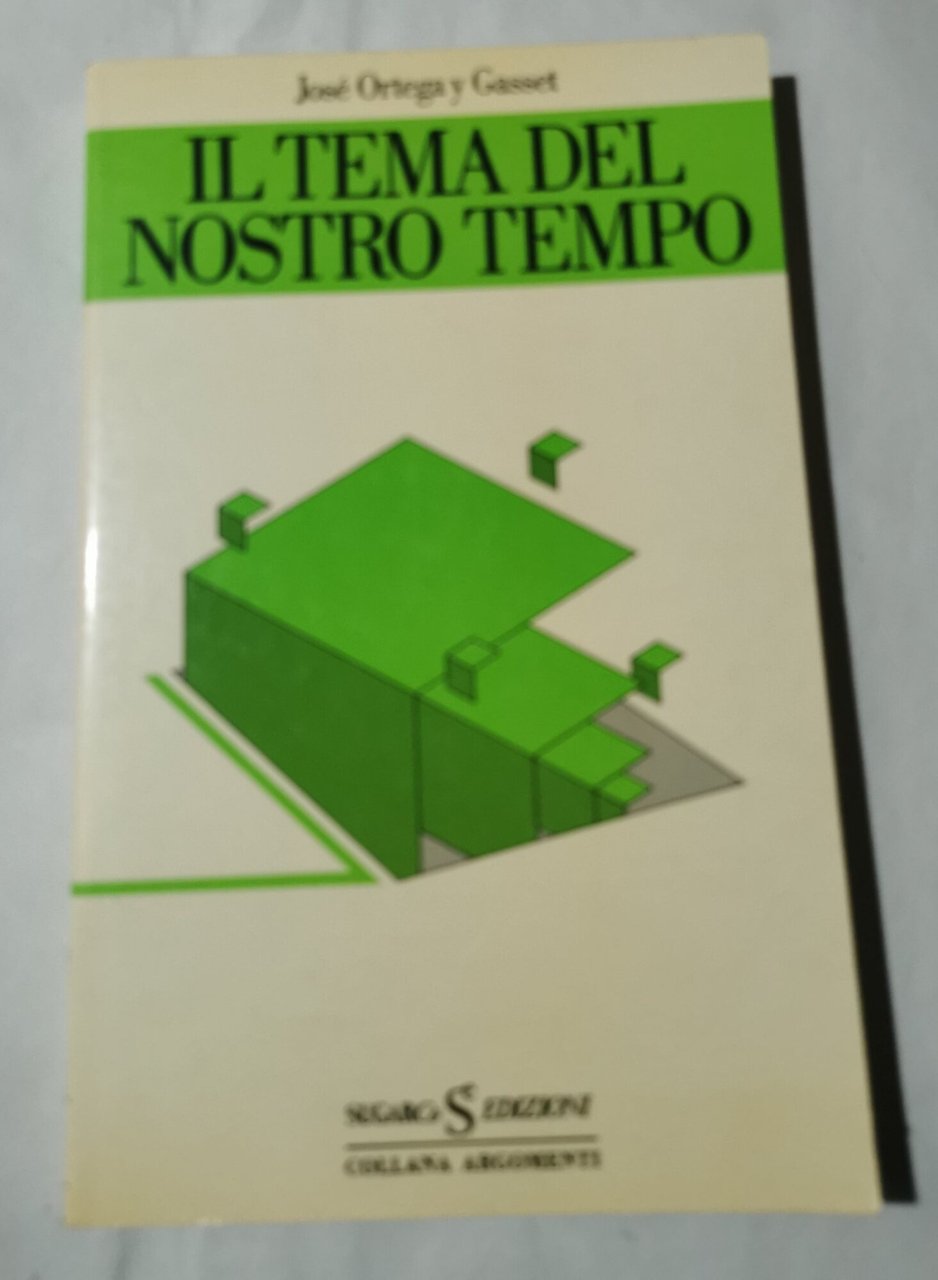 José Ortega y Gasset
IL TEMA DEL
NOSTRO TEMPO
SUGARCo S EDIZIONI
COLLANA ARGOMENTI